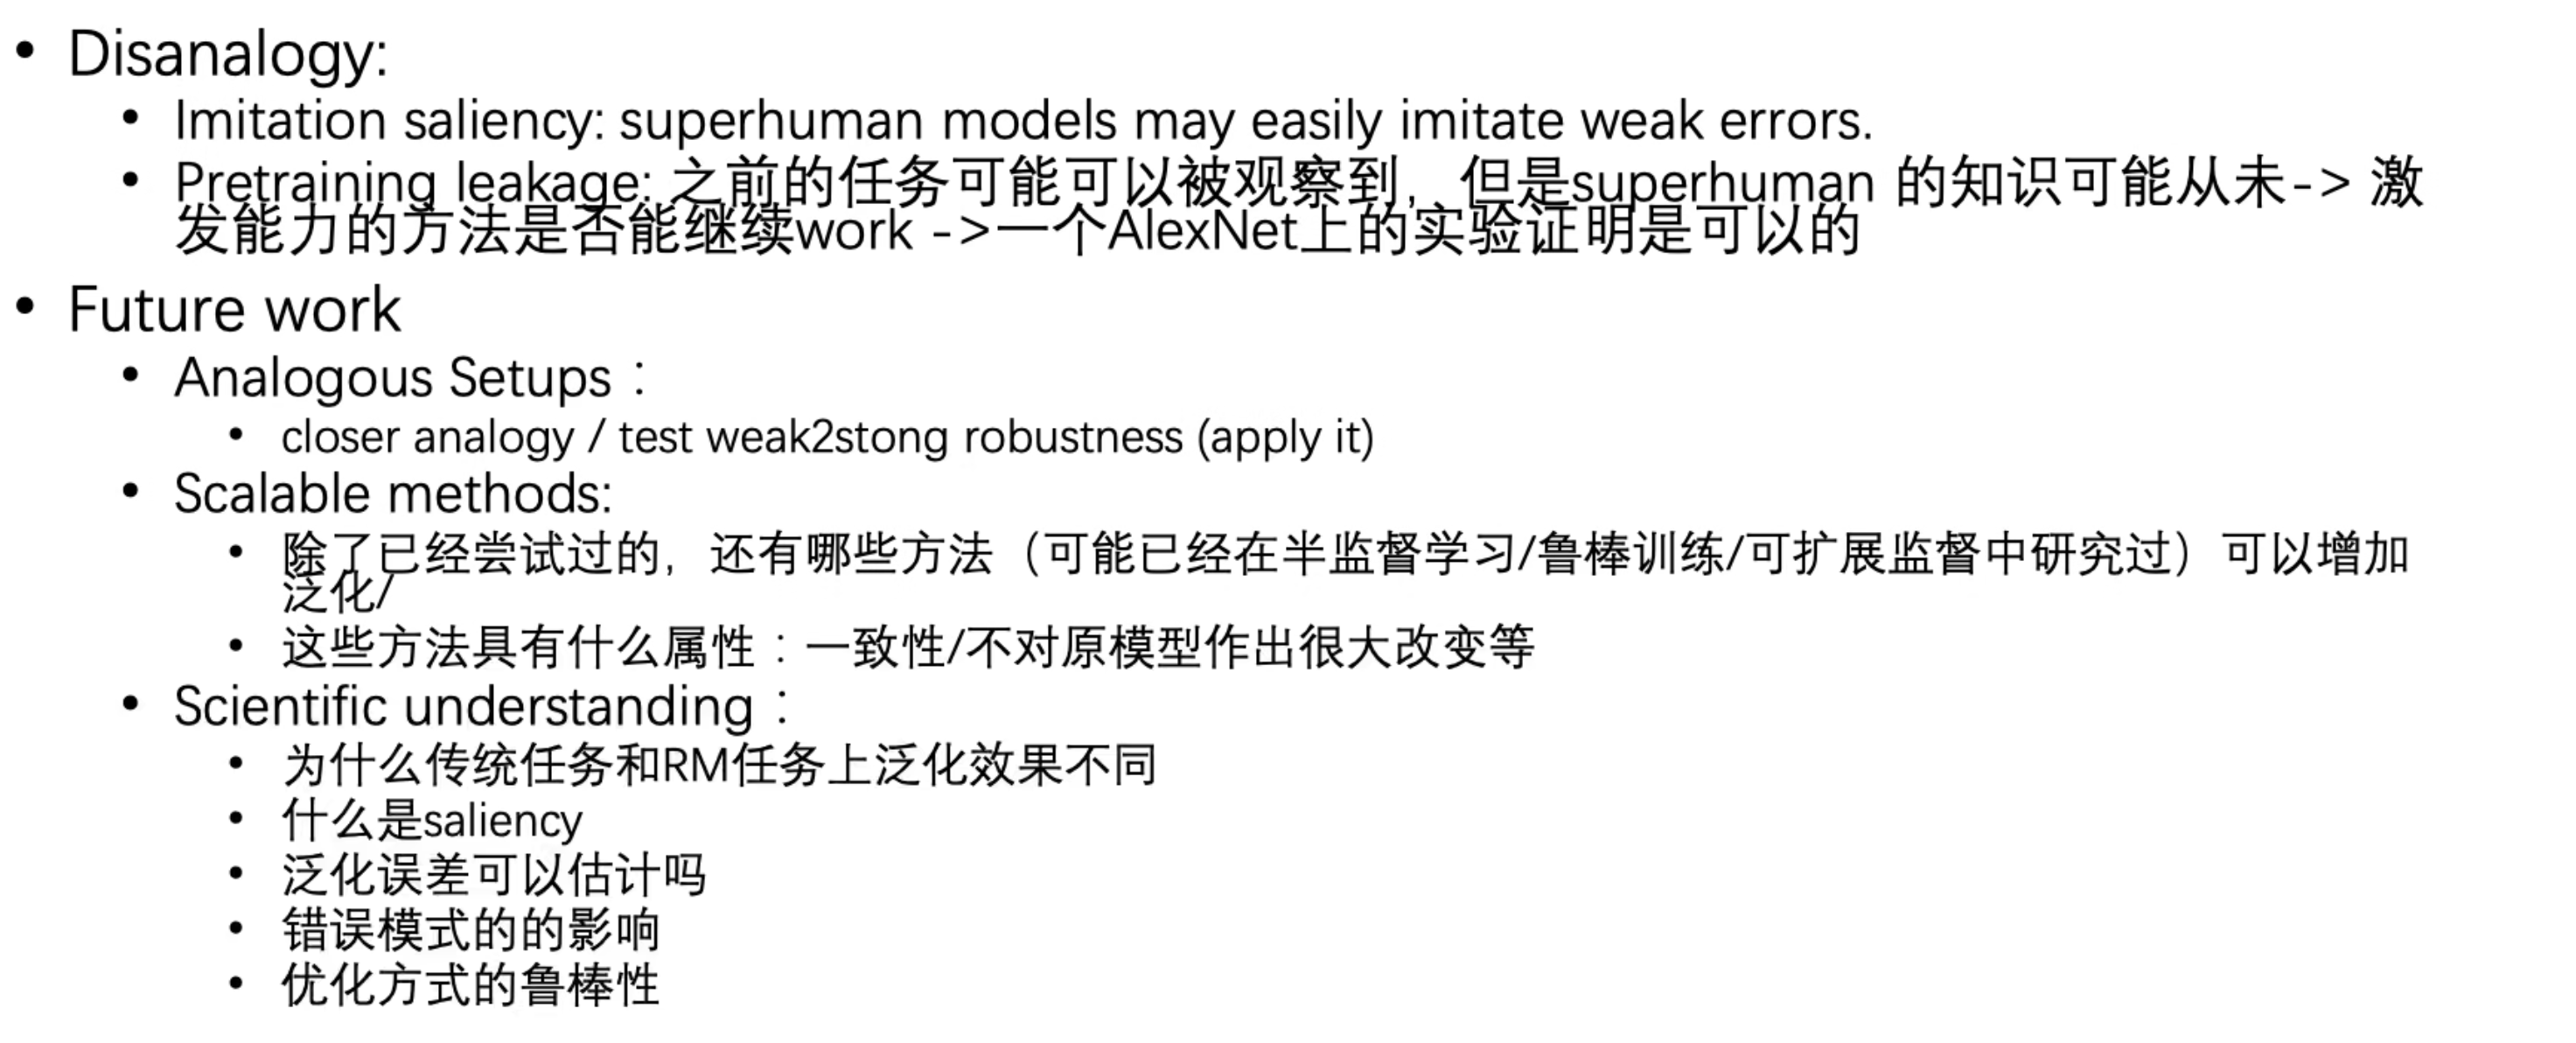 • Disanalogy:
• Imitation saliency: superhuman models may easily imitate weak errors.
• Pretraining leakage: 之前的任务可能可以被观察到，但是superhuman 的知识可能从未-> 激
发能力的方法是否能继续work ->一个AlexNet上的实验证明是可以的
• Future work
• Analogous Setups：
• closer analogy / test weak2stong robustness (apply it)
• Scalable methods:
• 除了已经尝试过的，还有哪些方法（可能已经在半监督学习/鲁棒训练/可扩展监督中研究过）可以增加
泛化/
• 这些方法具有什么属性：一致性/不对原模型作出很大改变等
• Scientific understanding：
• 为什么传统任务和RM任务上泛化效果不同
• 什么是saliency
• 泛化误差可以估计吗
• 错误模式的的影响
• 优化方式的鲁棒性